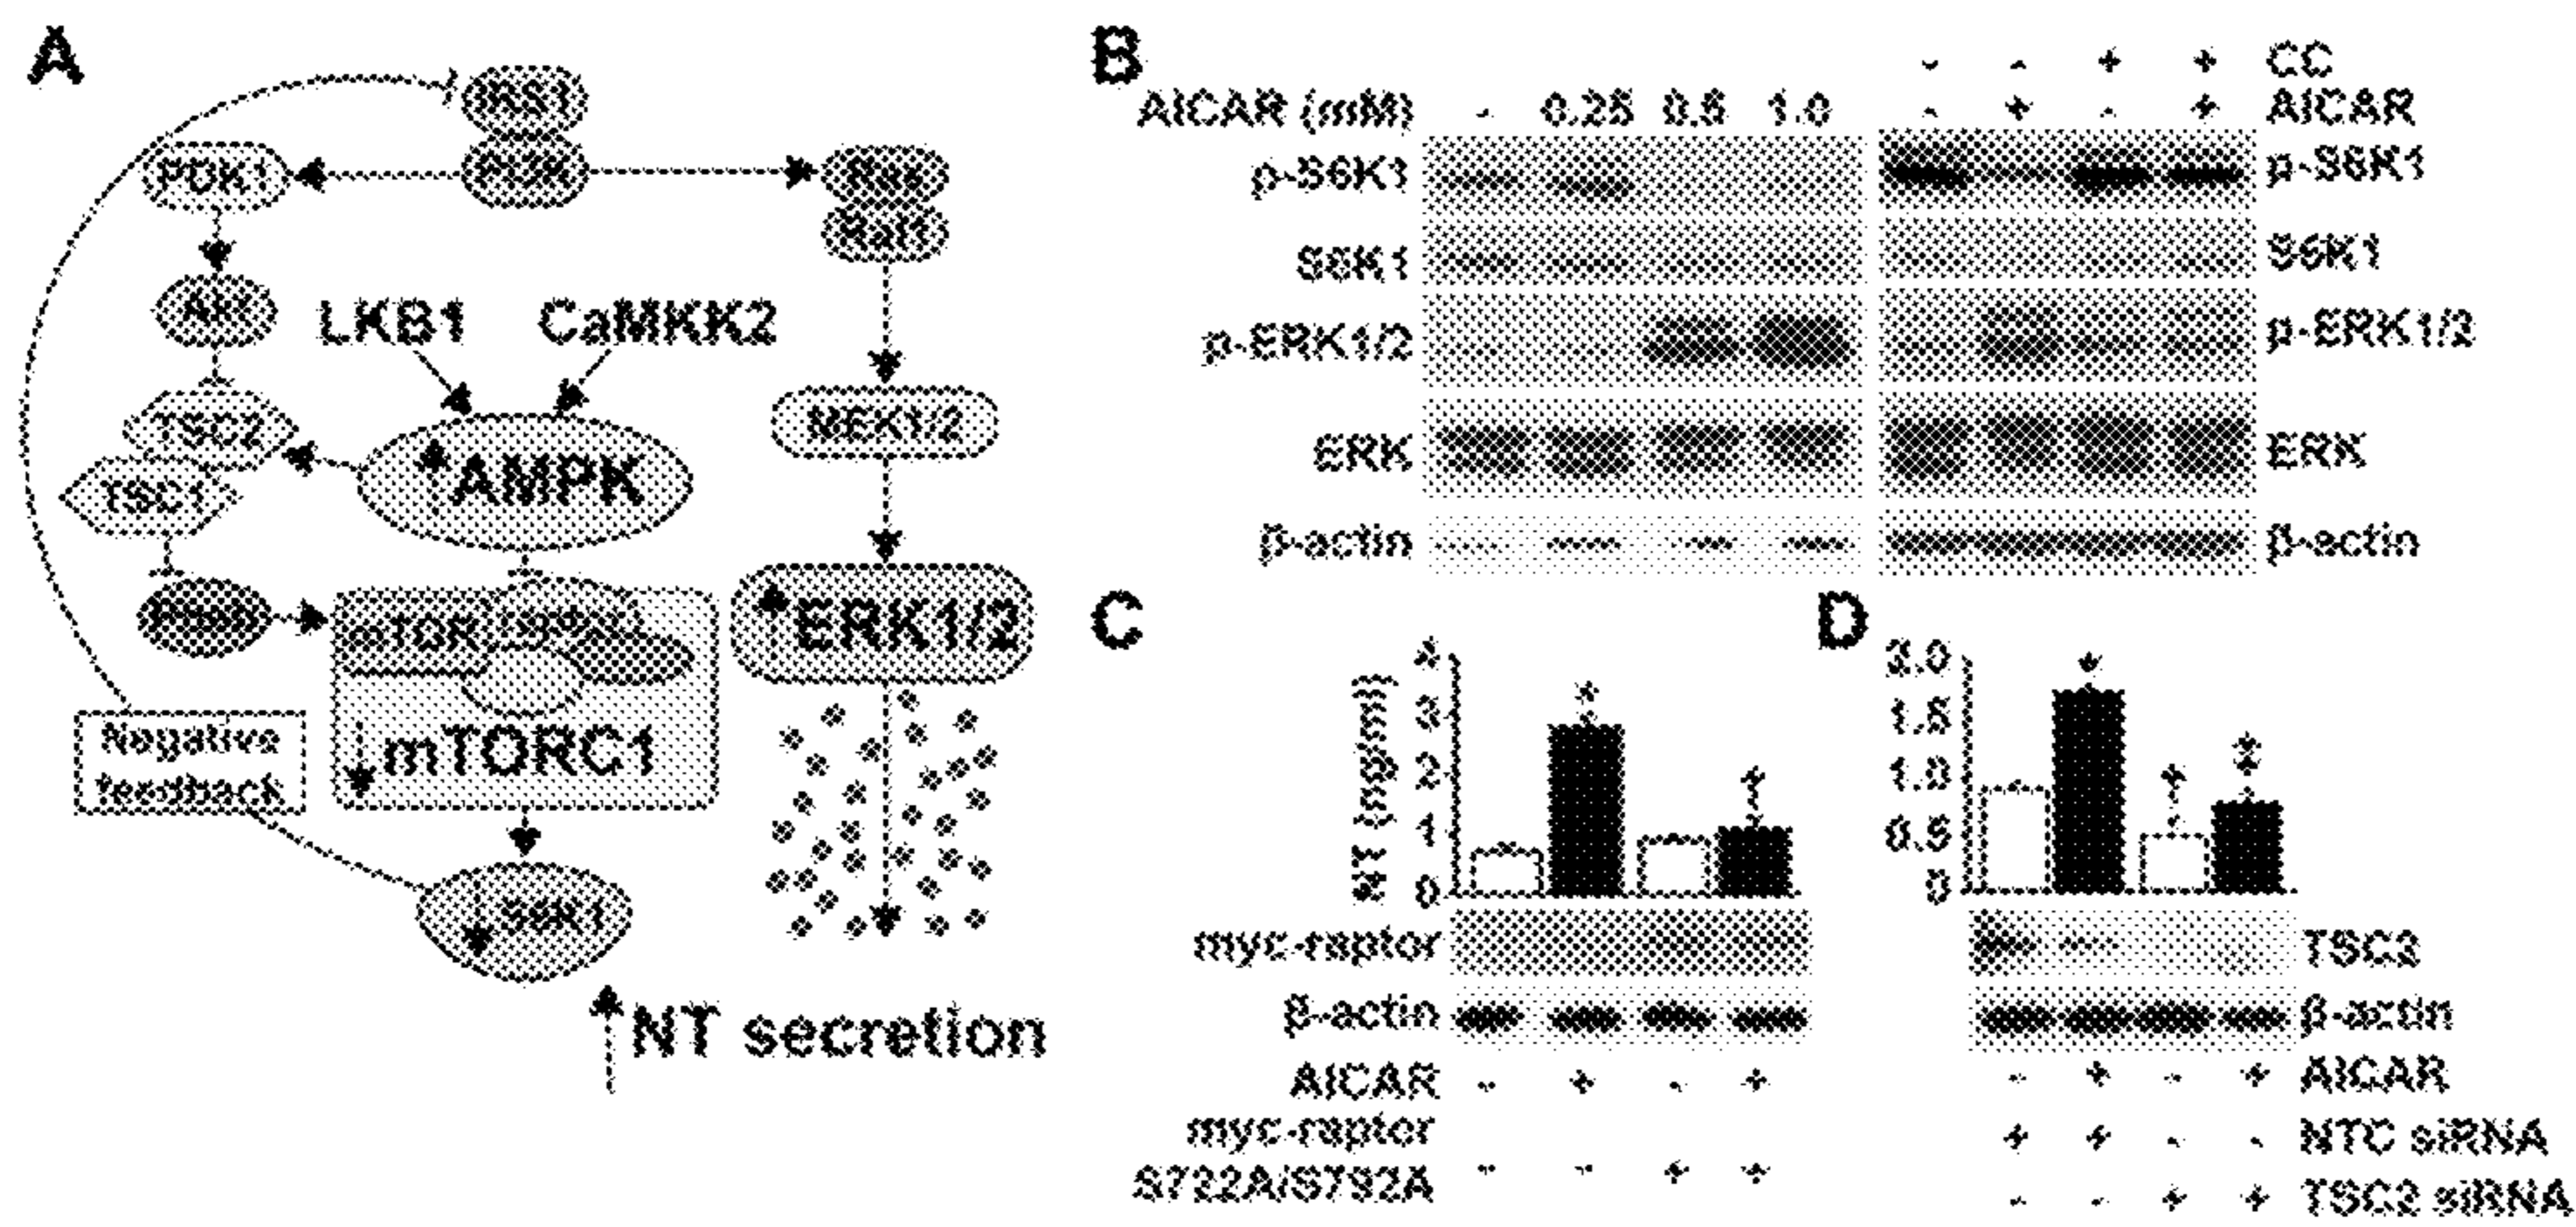 A
IRS1
PDK1
PI3K
Ras
Raf1
Akt
LKB1
CaMKK2
TSC2
TSC1
AMPK
MEK1/2
Rheb
mTOR
ERK1/2
mTORC1
Negative
feedback
S6K1
NT secretion
B
AICAR (mM) - 0.25 0.5 1.0
p-S6K1
S6K1
p-ERK1/2
ERK
β-actin
- - + + CC
- + - + AICAR
p-S6K1
S6K1
p-ERK1/2
ERK
β-actin
C
NT (ng/ml)
4
3
2
1
0
* †
myc-raptor
β-actin
AICAR - + - +
myc-raptor
S722A/S792A - - + +
D
2.0
1.5
1.0
0.5
0
* † ‡
TSC2
β-actin
- + - + AICAR
+ + - - NTC siRNA
- - + + TSC2 siRNA